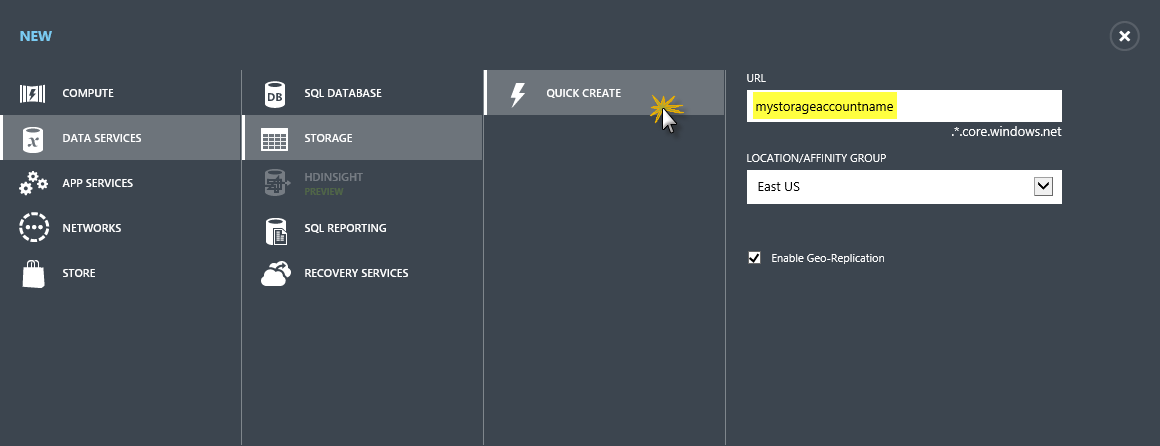 NEW
COMPUTE
DATA SERVICES
APP SERVICES
NETWORKS
STORE
DB
SQL DATABASE
STORAGE
HDINSIGHT
PREVIEW
SQL REPORTING
RECOVERY SERVICES
QUICK CREATE
URL
mystorageaccountname
.*.core.windows.net
LOCATION/AFFINITY GROUP
East US
Enable Geo-Replication